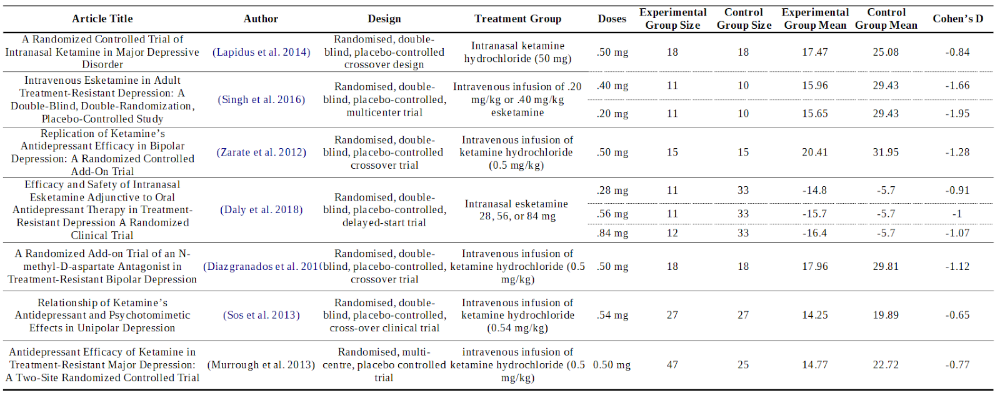 Article Title Author Design Treatment Group Doses Experimental Group Size Control Group Size Experimental Group Mean Control Group Mean Cohen's D
A Randomized Controlled Trial of
Intranasal Ketamine in Major Depressive
Disorder
(Lapidus et al. 2014)
Randomised, double-
blind, placebo-controlled
crossover design
Intranasal ketamine
hydrochloride (50 mg)
.50 mg 18 18 17.47 25.08 -0.84
Intravenous Esketamine in Adult
Treatment-Resistant Depression: A
Double-Blind, Double-Randomization,
Placebo-Controlled Study
(Singh et al. 2016)
Randomised, double-
blind, placebo-controlled,
multicenter trial
Intravenous infusion of .20
mg/kg or .40 mg/kg
esketamine
.40 mg 11 10 15.96 29.43 -1.66
.20 mg 11 10 15.65 29.43 -1.95
Replication of Ketamine's
Antidepressant Efficacy in Bipolar
Depression: A Randomized Controlled
Add-On Trial
(Zarate et al. 2012)
Randomised, double-
blind, placebo-controlled
crossover trial
Intravenous infusion of
ketamine hydrochloride
(0.5 mg/kg)
.50 mg 15 15 20.41 31.95 -1.28
Efficacy and Safety of Intranasal
Esketamine Adjunctive to Oral
Antidepressant Therapy in Treatment-
Resistant Depression A Randomized
Clinical Trial
(Daly et al. 2018)
Randomised, double-
blind, placebo-controlled,
delayed-start trial
Intranasal esketamine
28, 56, or 84 mg
.28 mg 11 33 -14.8 -5.7 -0.91
.56 mg 11 33 -15.7 -5.7 -1
.84 mg 12 33 -16.4 -5.7 -1.07
A Randomized Add-on Trial of an N-
methyl-D-aspartate Antagonist in
Treatment-Resistant Bipolar Depression
(Diazgranados et al. 201
Randomised, double-
blind, placebo-controlled,
crossover trial
Intravenous infusion of
ketamine hydrochloride (0.5
mg/kg)
.50 mg 18 18 17.96 29.81 -1.12
Relationship of Ketamine's
Antidepressant and Psychotomimetic
Effects in Unipolar Depression
(Sos et al. 2013)
Randomised, double-
blind, placebo-controlled,
cross-over clinical trial
Intravenous infusion of
ketamine hydrochloride
(0.54 mg/kg)
.54 mg 27 27 14.25 19.89 -0.65
Antidepressant Efficacy of Ketamine in
Treatment-Resistant Major Depression:
A Two-Site Randomized Controlled Trial
(Murrough et al. 2013)
Randomised, multi-
centre, placebo controlled
trial
intravenous infusion of
ketamine hydrochloride (0.5
mg/kg)
0.50 mg 47 25 14.77 22.72 -0.77